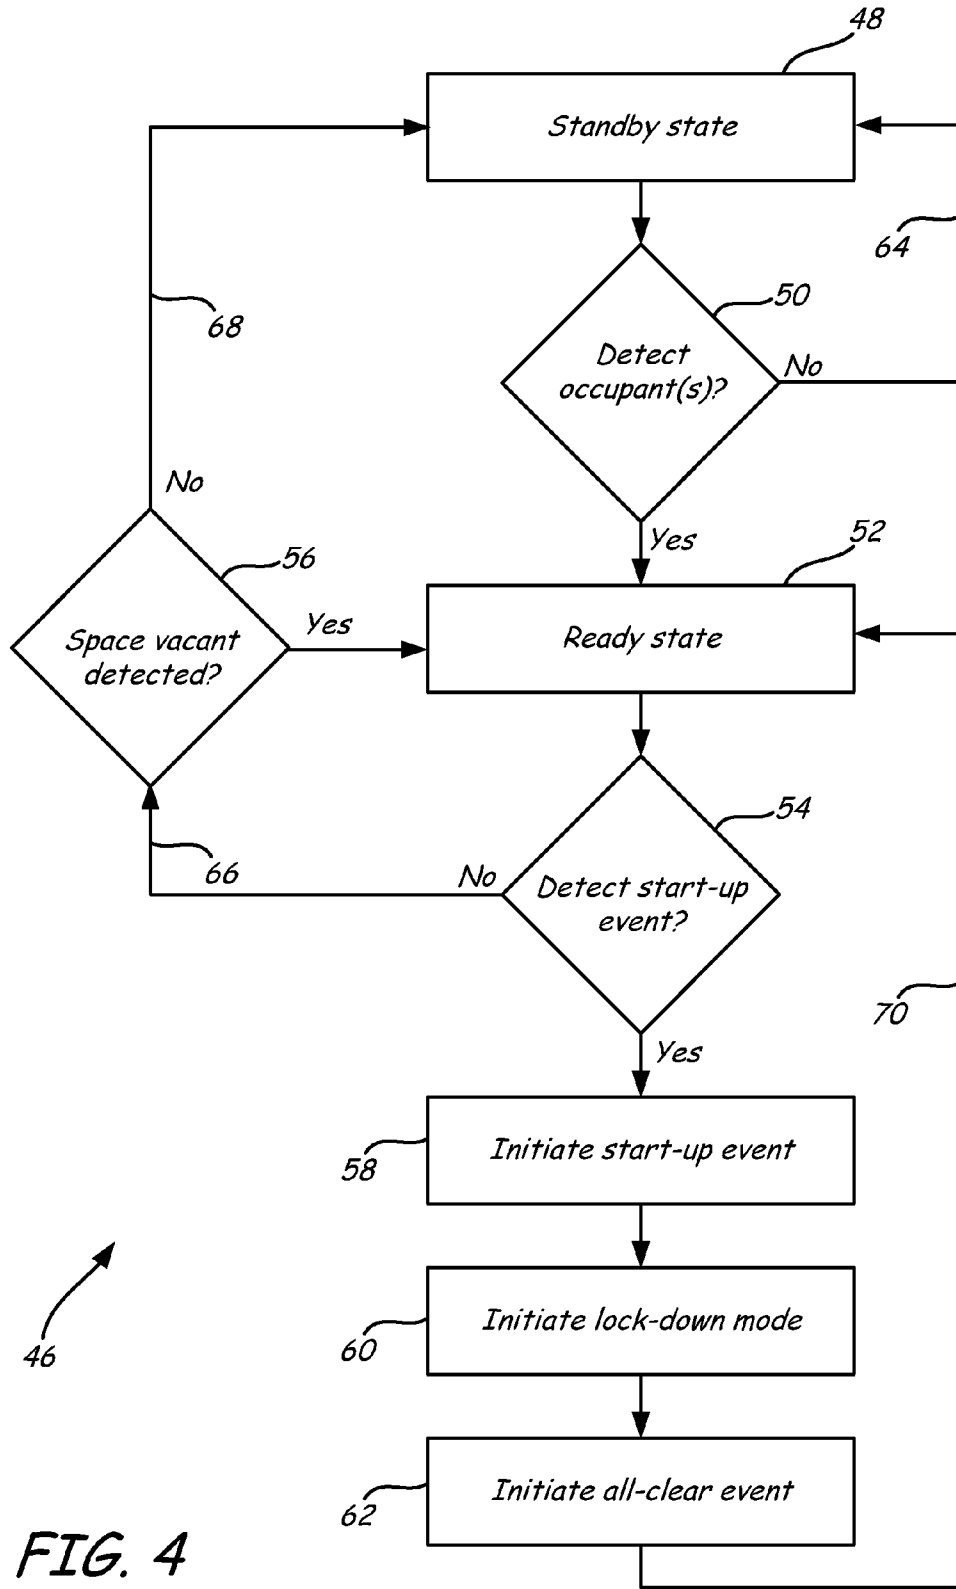 48
Standby state
64
50
Detect
occupant(s)?
No
68
No
Yes
52
56
Space vacant
detected?
Yes
Ready state
54
66
No
Detect start-up
event?
70
Yes
58
Initiate start-up event
46
60
Initiate lock-down mode
62
Initiate all-clear event
FIG. 4